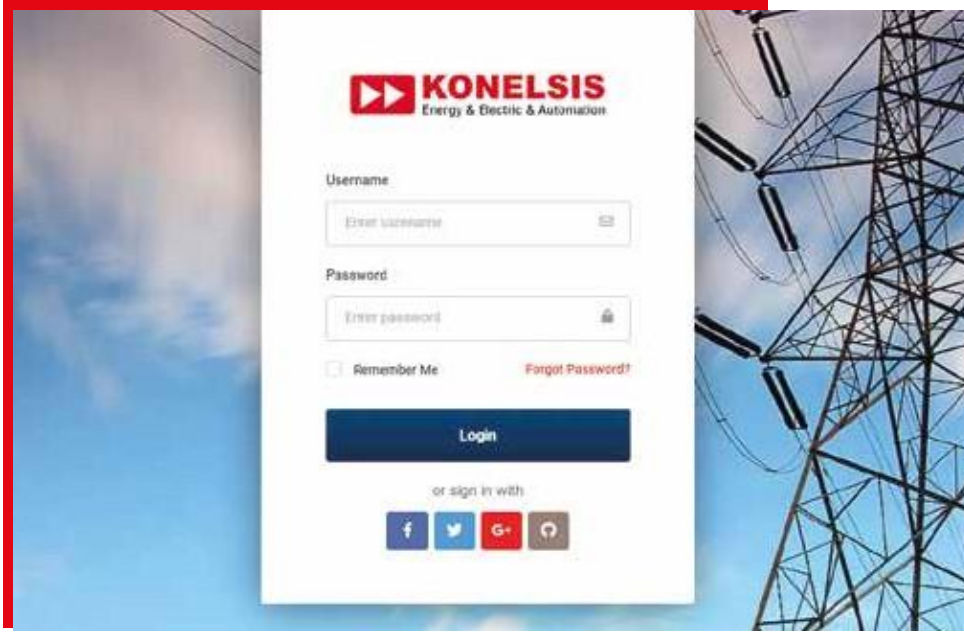 KONELSIS
Energy & Electric & Automation
Username
Enter username
Password
Enter password
Remember Me
Forgot Password?
Login
or sign in with
f
G+